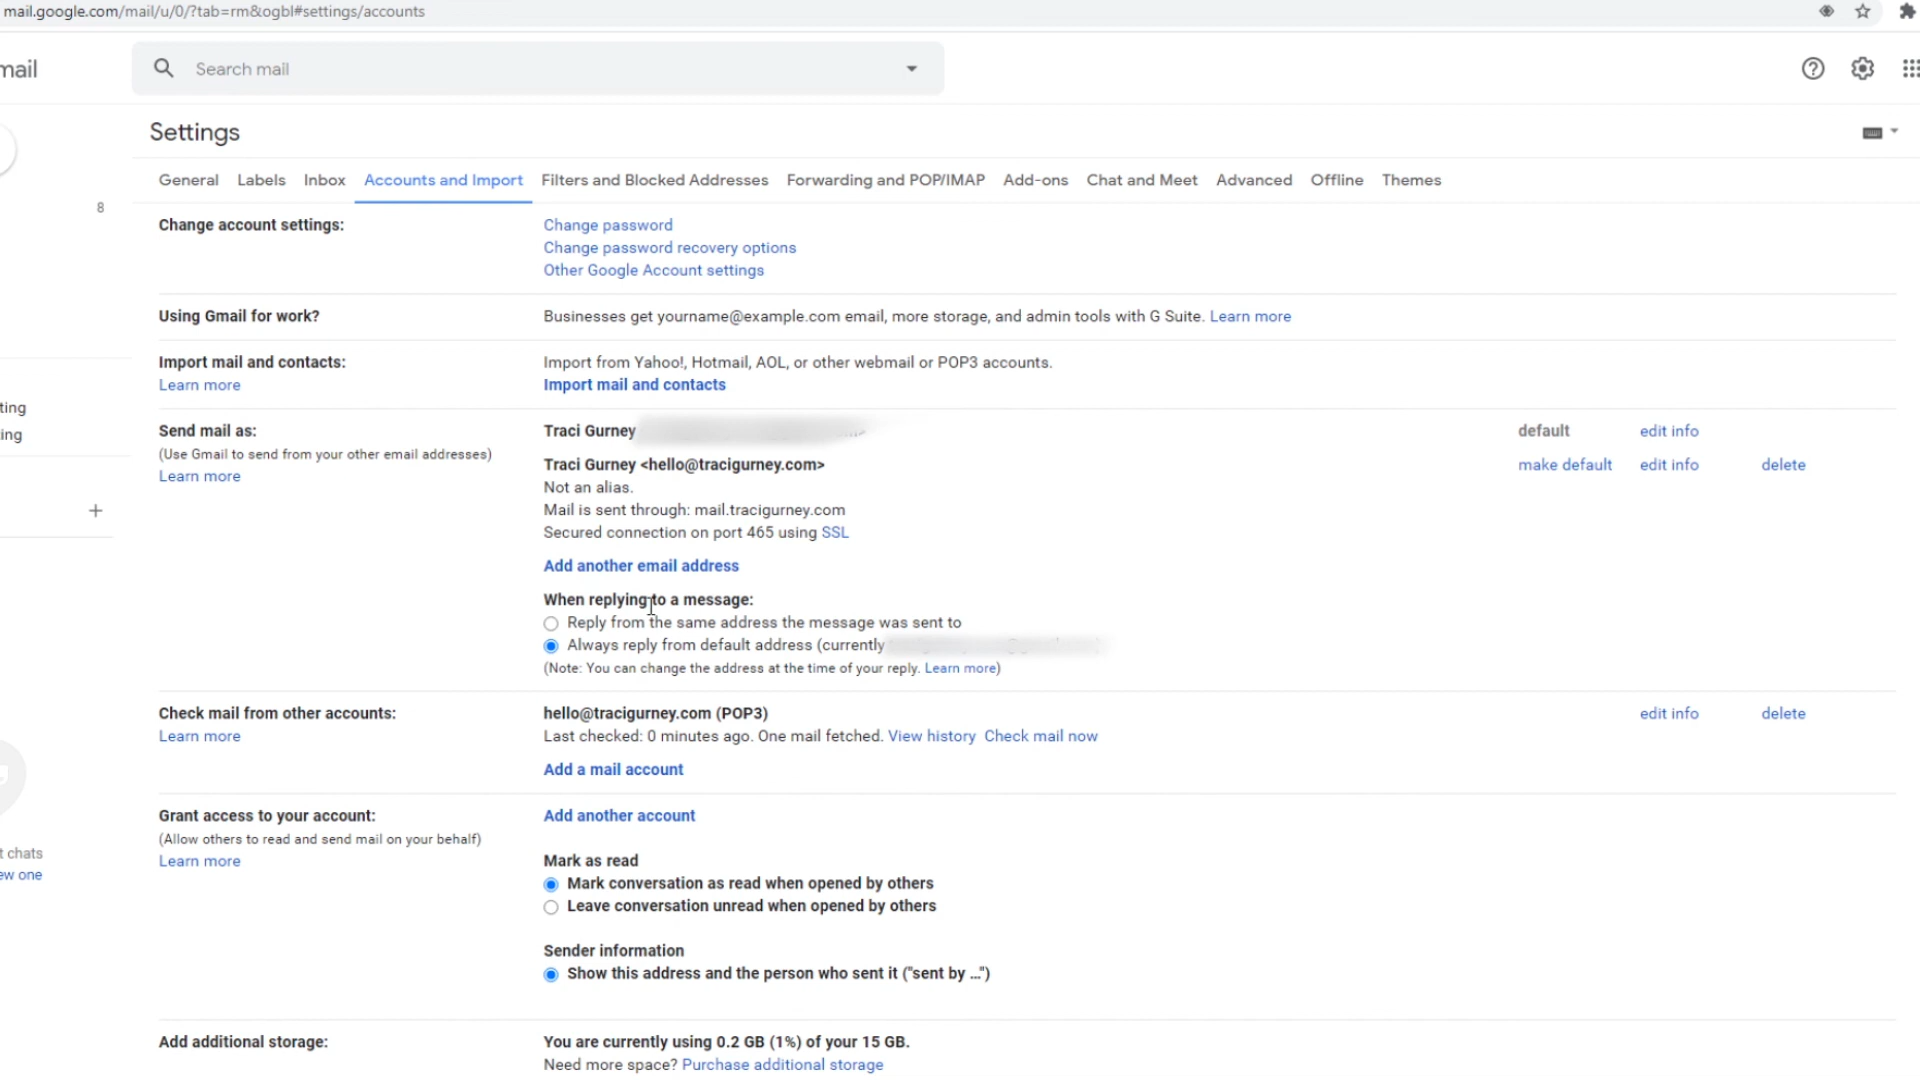 mail.google.com/mail/u/0/?tab=rm&ogbl#settings/accounts
mail
Search mail
Settings
General Labels Inbox Accounts and Import Filters and Blocked Addresses Forwarding and POP/IMAP Add-ons Chat and Meet Advanced Offline Themes
8
Change account settings:
Change password
Change password recovery options
Other Google Account settings
Using Gmail for work?
Businesses get yourname@example.com email, more storage, and admin tools with G Suite. Learn more
Import mail and contacts:
Learn more
Import from Yahoo!, Hotmail, AOL, or other webmail or POP3 accounts.
Import mail and contacts
ting
ing
Send mail as:
(Use Gmail to send from your other email addresses)
Learn more
Traci Gurney
default edit info
Traci Gurney <hello@tracigurney.com>
make default edit info delete
Not an alias.
Mail is sent through: mail.tracigurney.com
Secured connection on port 465 using SSL
Add another email address
When replying to a message:
Reply from the same address the message was sent to
Always reply from default address (currently
(Note: You can change the address at the time of your reply. Learn more)
Check mail from other accounts:
Learn more
hello@tracigurney.com (POP3)
edit info delete
Last checked: 0 minutes ago. One mail fetched. View history Check mail now
Add a mail account
Grant access to your account:
(Allow others to read and send mail on your behalf)
Learn more
Add another account
Mark as read
Mark conversation as read when opened by others
Leave conversation unread when opened by others
Sender information
Show this address and the person who sent it ("sent by ...")
t chats
ew one
Add additional storage:
You are currently using 0.2 GB (1%) of your 15 GB.
Need more space? Purchase additional storage